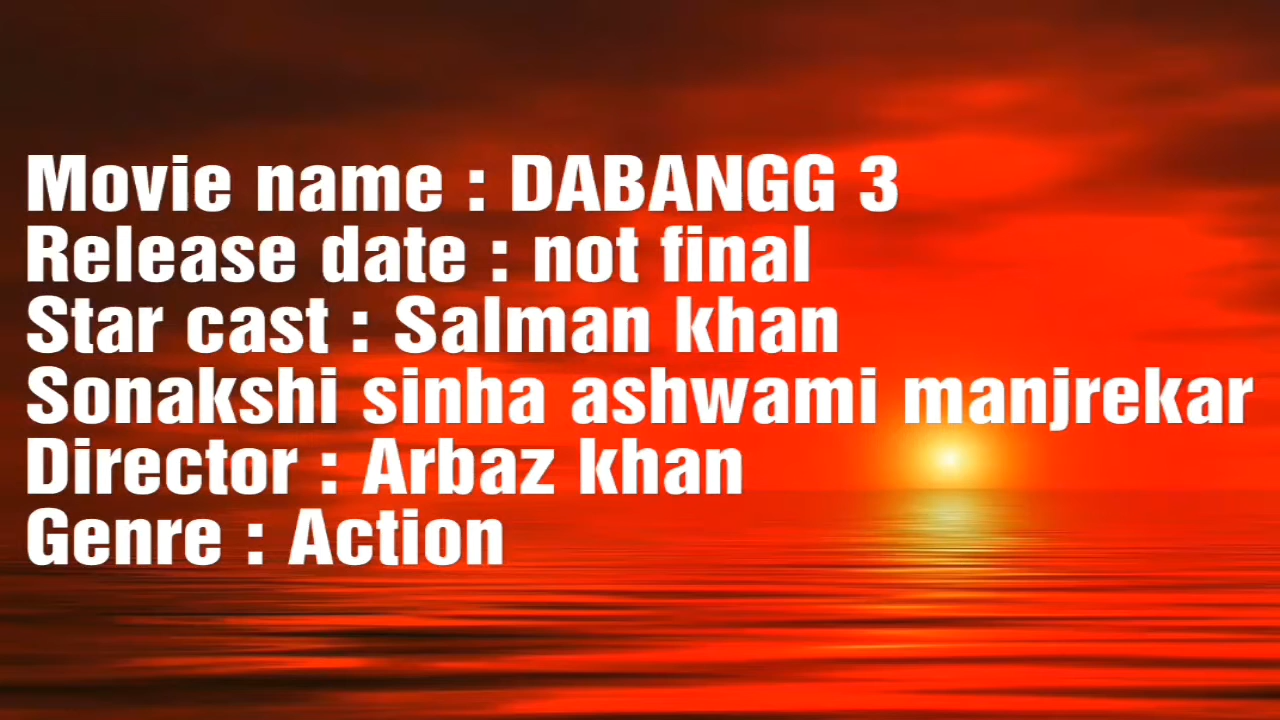 Movie name : DABANGG 3
Release date : not final
Star cast : Salman khan
Sonakshi sinha ashwami manjrekar
Director : Arbaz khan
Genre : Action